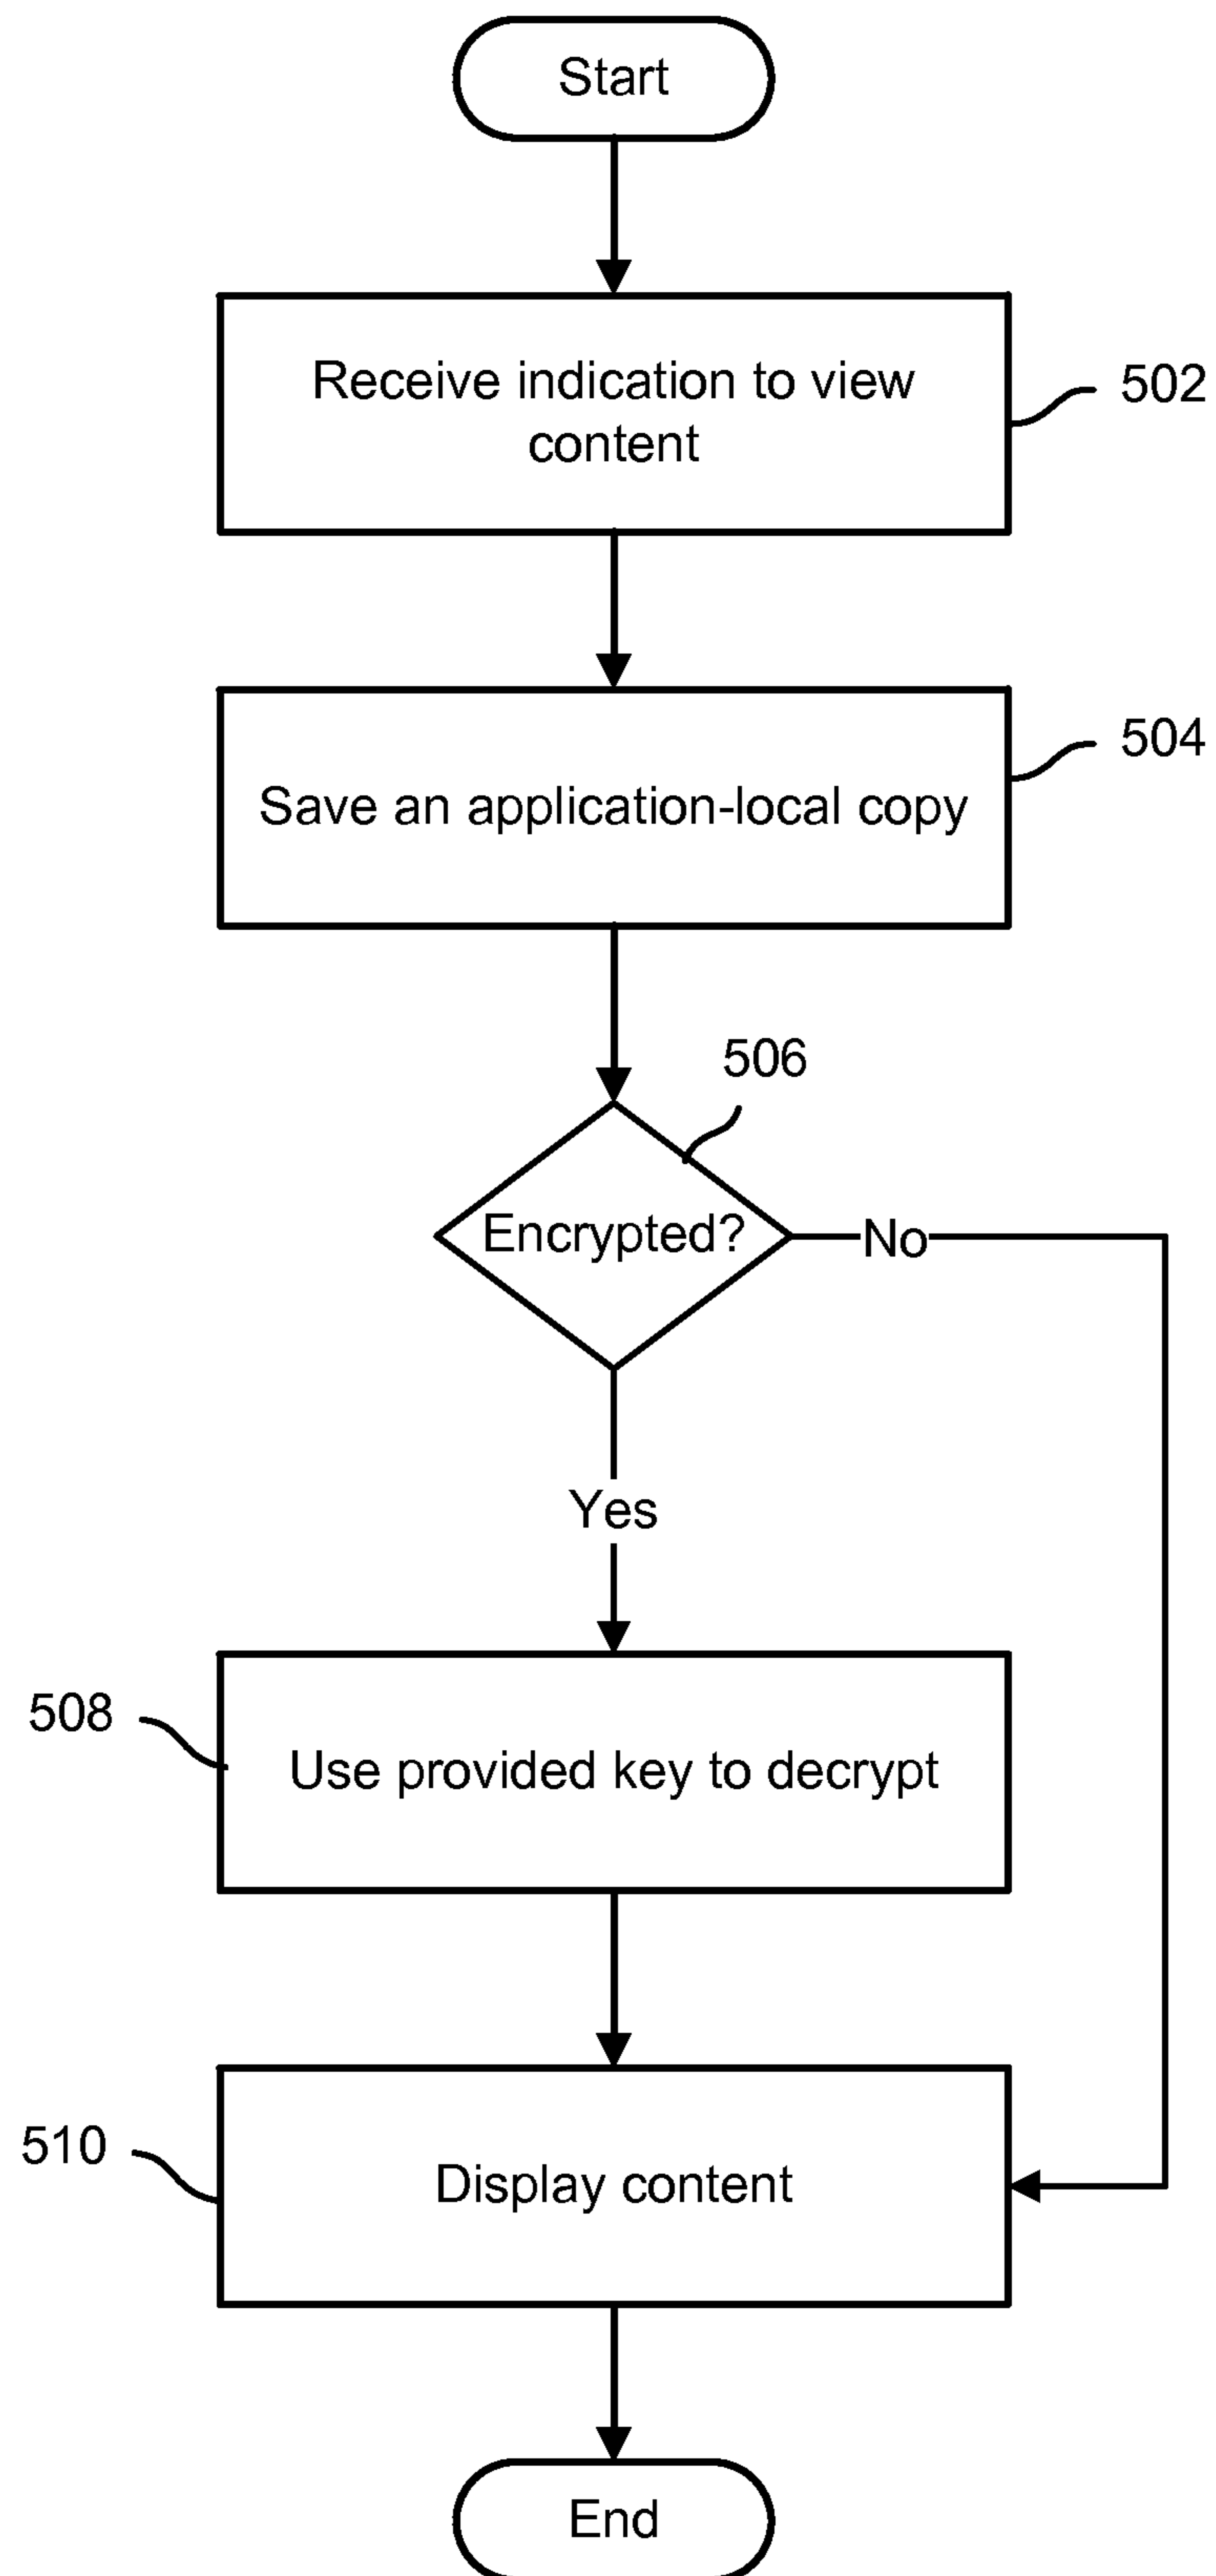 Start
Receive indication to view
content
502
Save an application-local copy
504
506
Encrypted?
No
Yes
508
Use provided key to decrypt
510
Display content
End